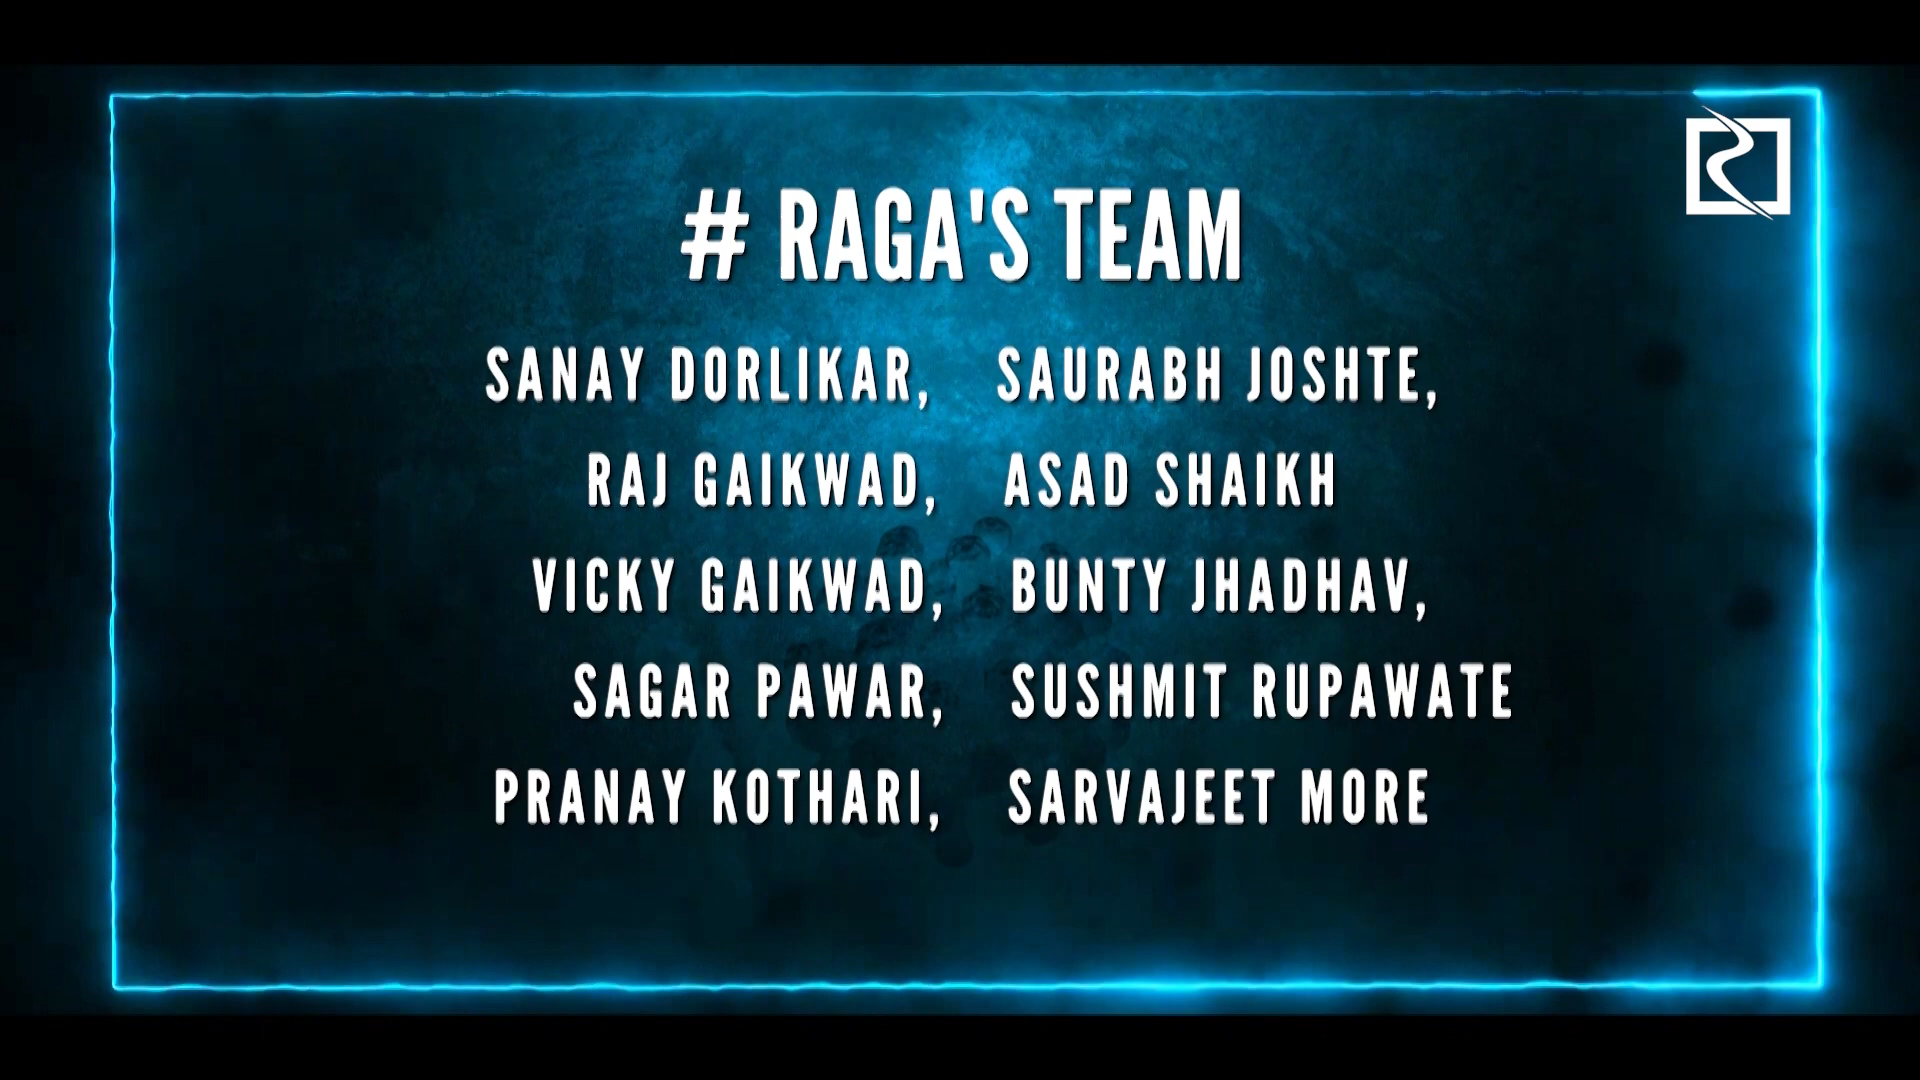 # RAGA'S TEAM
SANAY DORLIKAR, SAURABH JOSHTE,
RAJ GAIKWAD, ASAD SHAIKH
VICKY GAIKWAD, BUNTY JHADHAV,
SAGAR PAWAR, SUSHMIT RUPAWATE
PRANAY KOTHARI, SARVAJEET MORE